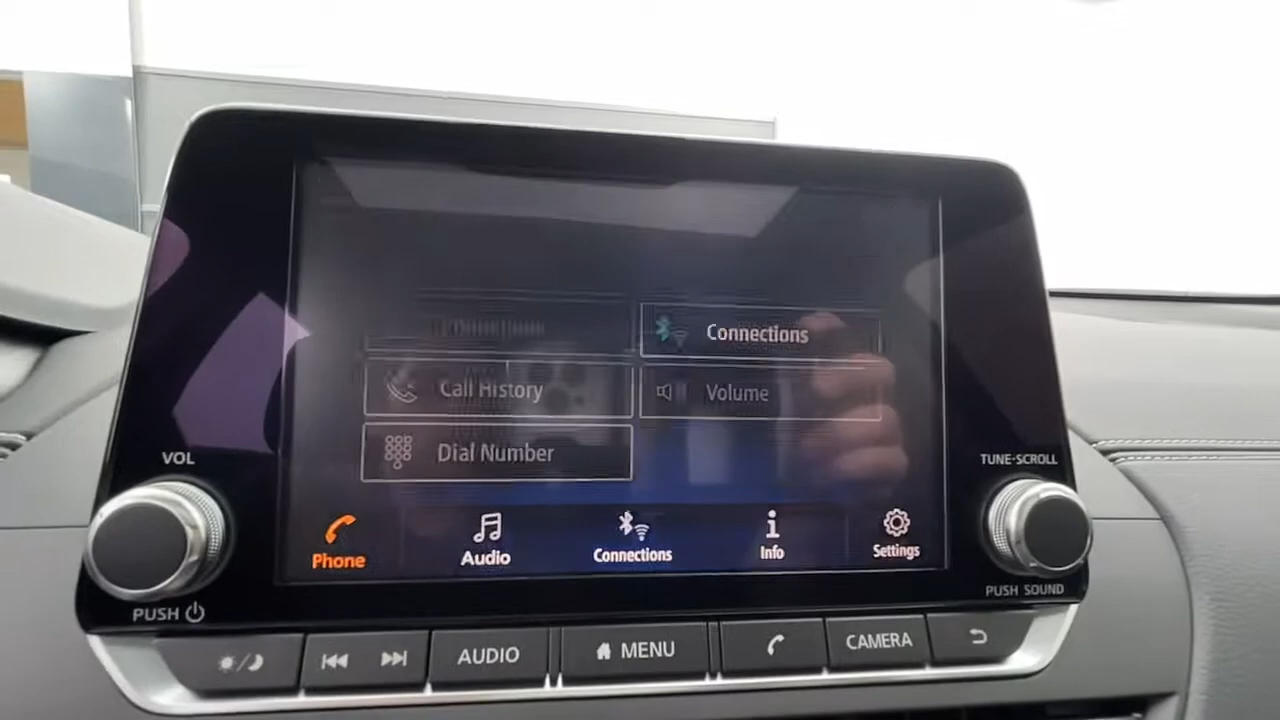 Connections
Call History
Volume
Dial Number
VOL
TUNE·SCROLL
Phone
Audio
Connections
Info
Settings
PUSH
PUSH SOUND
AUDIO
MENU
CAMERA